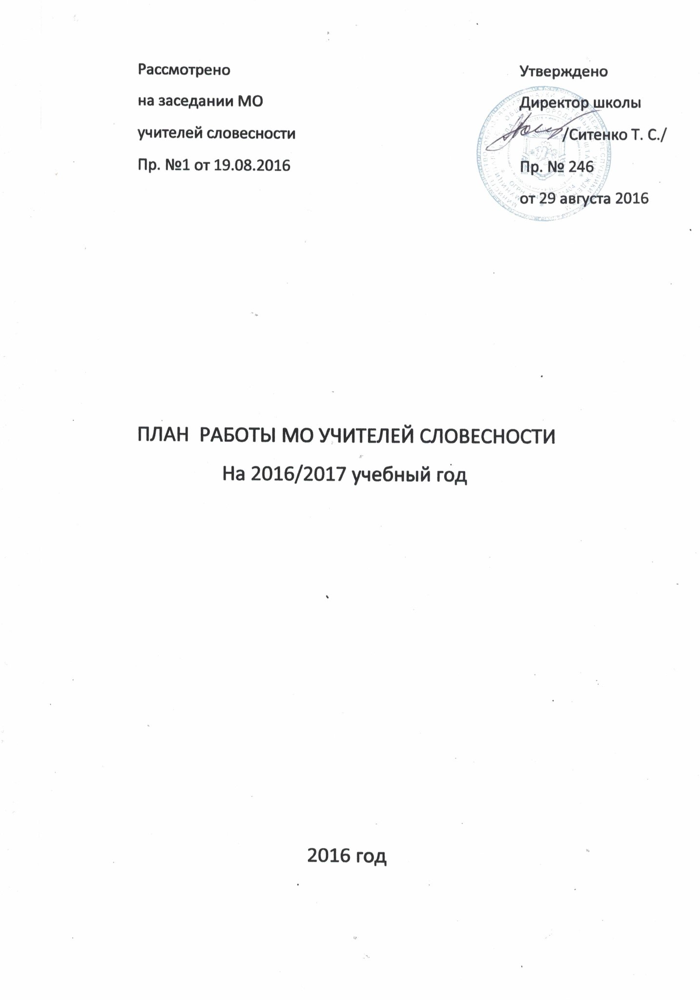 Рассмотрено
на заседании МО
учителей словесности
Пр. №1 от 19.08.2016
Утверждено
Директор школы
/Ситенко Т. С./
Пр. № 246
от 29 августа 2016
ПЛАН РАБОТЫ МО УЧИТЕЛЕЙ СЛОВЕСНОСТИ
На 2016/2017 учебный год
2016 год